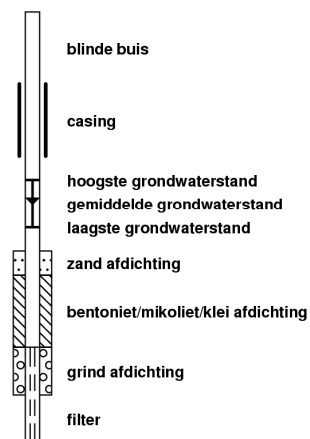 blinde buis
casing
hoogste grondwaterstand
gemiddelde grondwaterstand
laagste grondwaterstand
zand afdichting
bentoniet/mikoliet/klei afdichting
grind afdichting
filter